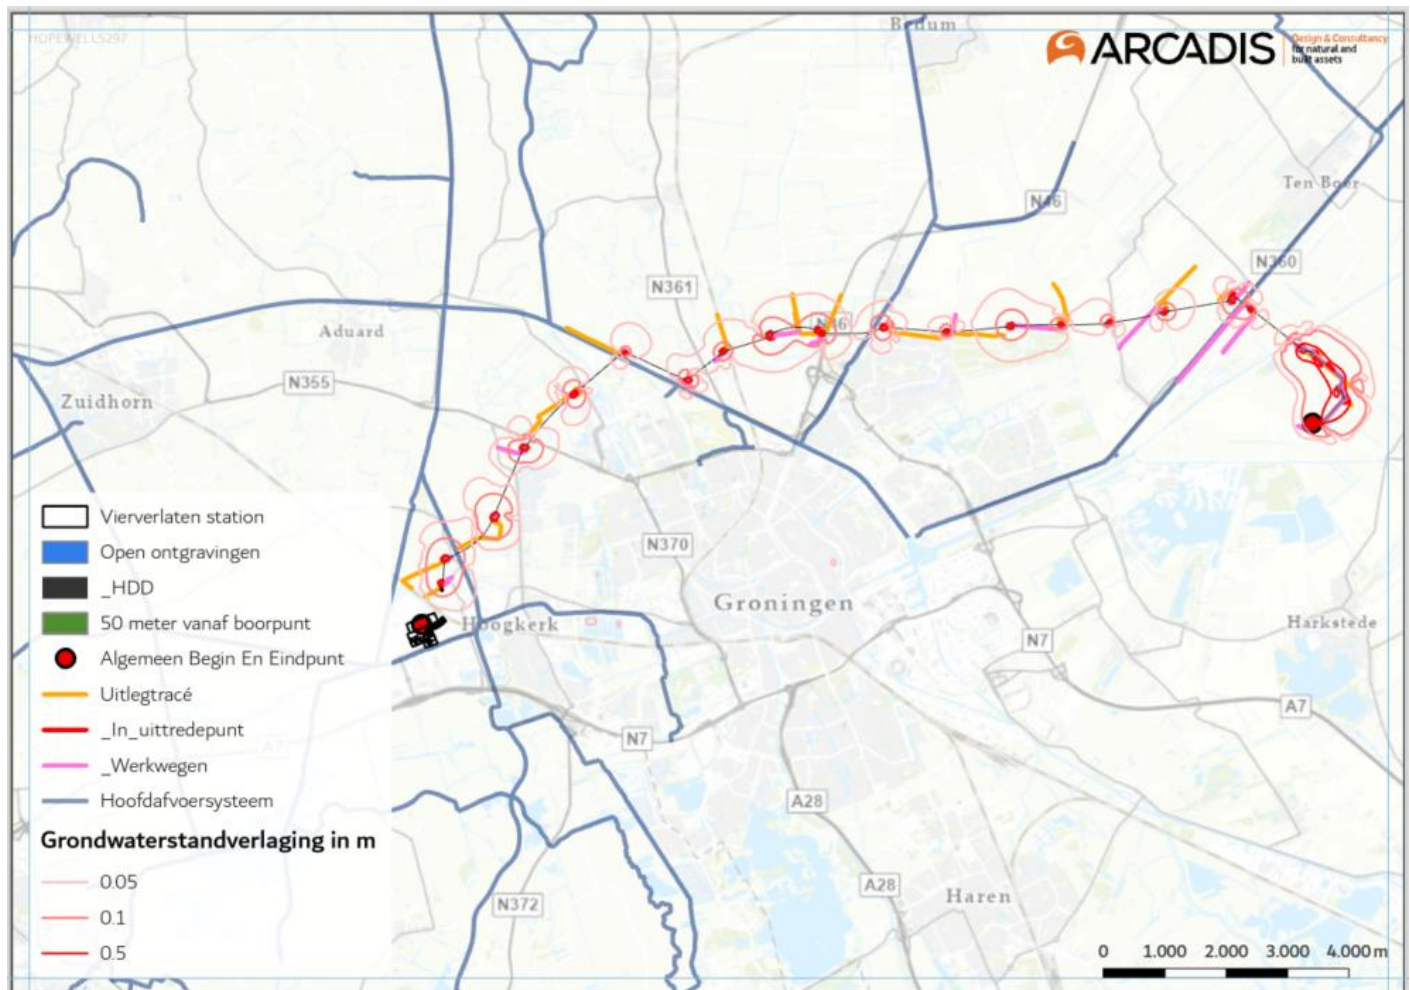 HOPEWELL5297
Bedum
ARCADIS
Design & Consultancy
for natural and
built assets
Ten Boer
N46
N360
N361
Aduard
N46
N355
Zuidhorn
N370
Groningen
Hoogkerk
Harkstede
N7
A7
N7
A7
A28
A28
Haren
N372
Vierverlaten station
Open ontgravingen
_HDD
50 meter vanaf boorpunt
Algemeen Begin En Eindpunt
Uitlegtracé
_In_uittredepunt
_Werkwegen
Hoofdafvoersysteem
Grondwaterstandverlaging in m
0.05
0.1
0.5
0 1.000 2.000 3.000 4.000 m